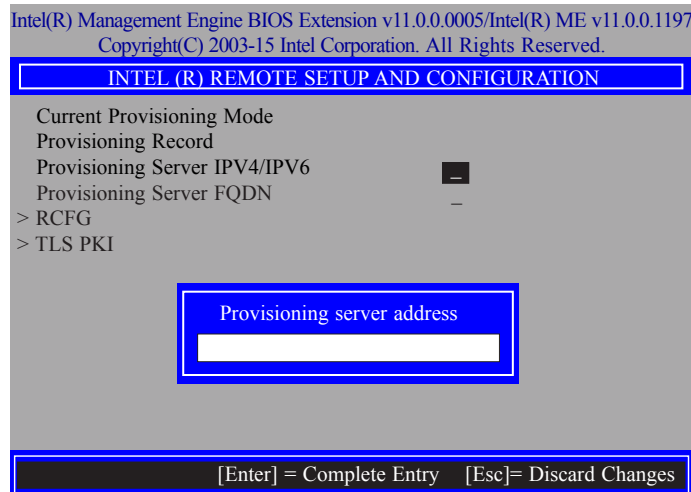 Intel(R) Management Engine BIOS Extension v11.0.0.0005/Intel(R) ME v11.0.0.1197
Copyright(C) 2003-15 Intel Corporation. All Rights Reserved.
INTEL (R) REMOTE SETUP AND CONFIGURATION
Current Provisioning Mode
Provisioning Record
Provisioning Server IPV4/IPV6 _
Provisioning Server FQDN _
> RCFG
> TLS PKI
Provisioning server address
[Enter] = Complete Entry [Esc]= Discard Changes